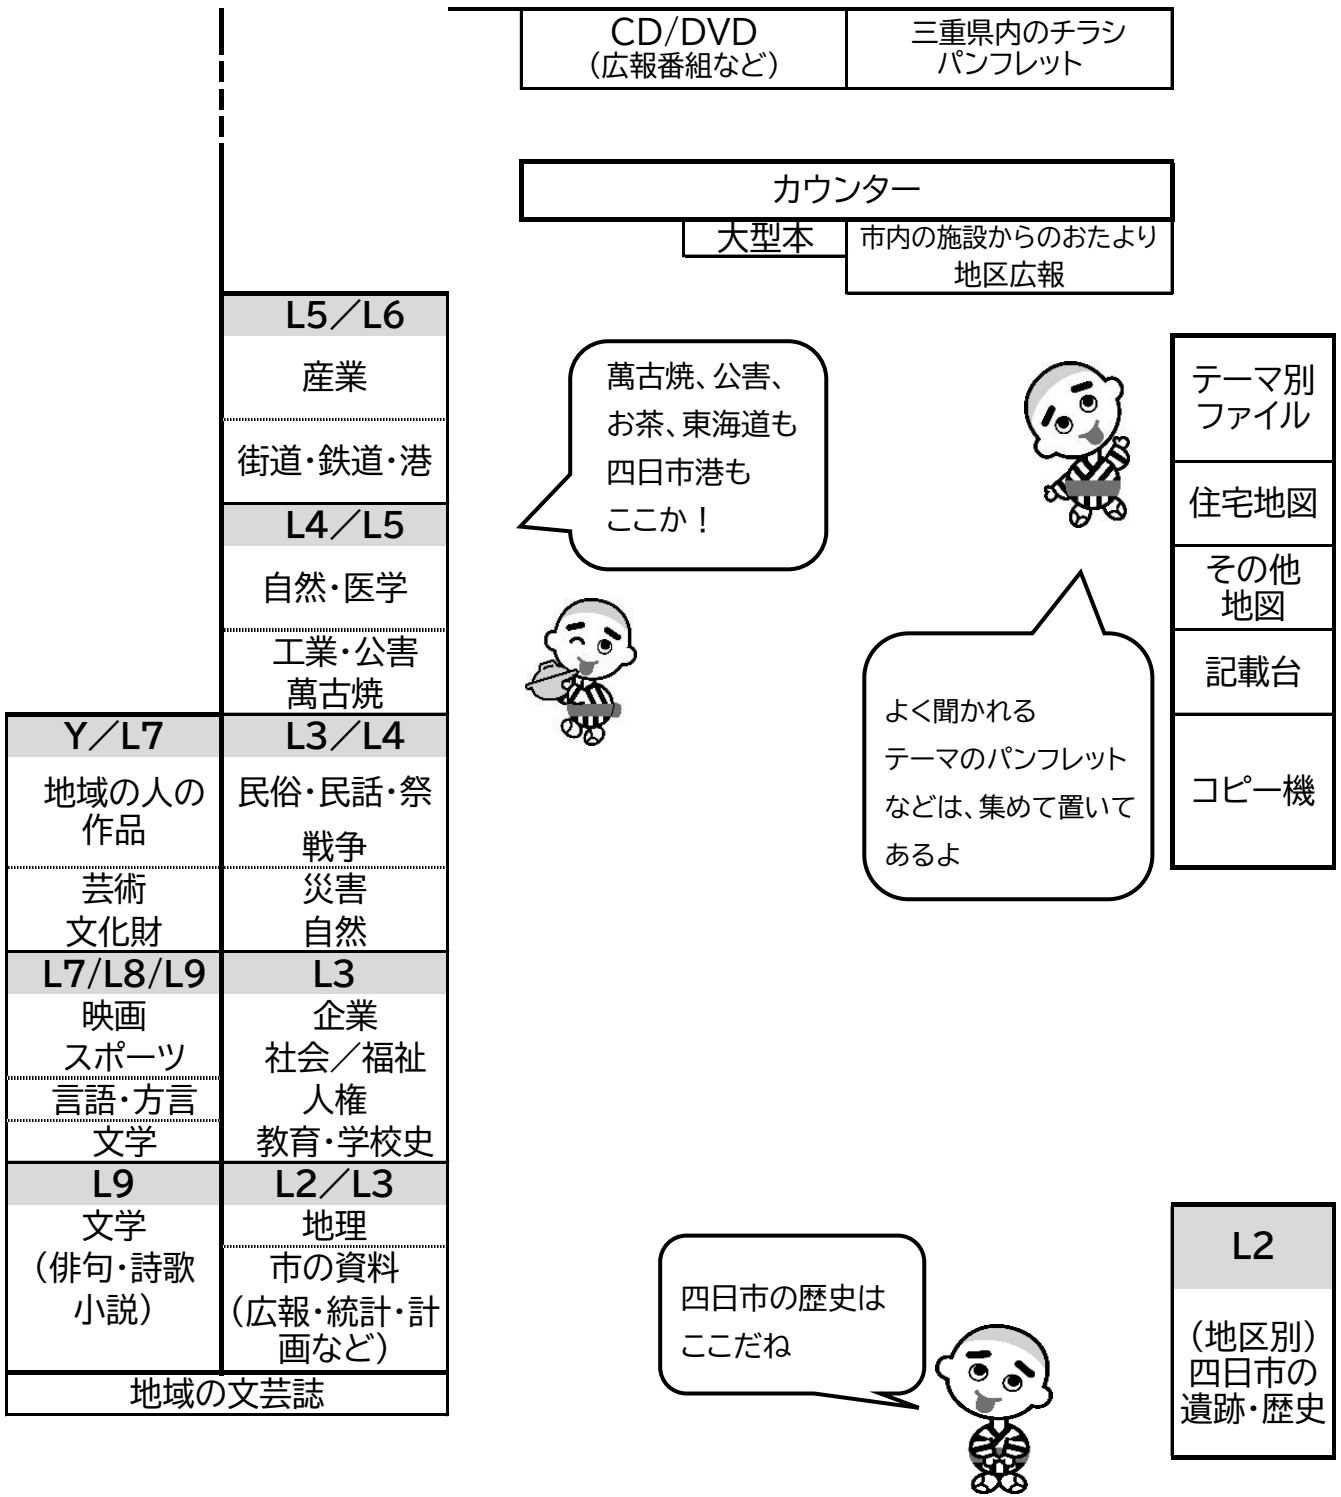 CD/DVD
（広報番組など）
三重県内のチラシ
パンフレット
カウンター
大型本
市内の施設からのおたより
地区広報
L5／L6
産業
街道・鉄道・港
L4／L5
自然・医学
工業・公害
萬古焼
萬古焼、公害、
お茶、東海道も
四日市港も
ここか！
テーマ別
ファイル
住宅地図
その他
地図
記載台
コピー機
よく聞かれる
テーマのパンフレット
などは、集めて置いて
あるよ
Y／L7
地域の人の
作品
芸術
文化財
L3／L4
民俗・民話・祭
戦争
災害
自然
L7/L8/L9
映画
スポーツ
言語・方言
文学
L3
企業
社会／福祉
人権
教育・学校史
L9
文学
（俳句・詩歌
小説）
L2／L3
地理
市の資料
（広報・統計・計
画など）
地域の文芸誌
四日市の歴史は
ここだね
L2
（地区別）
四日市の
遺跡・歴史